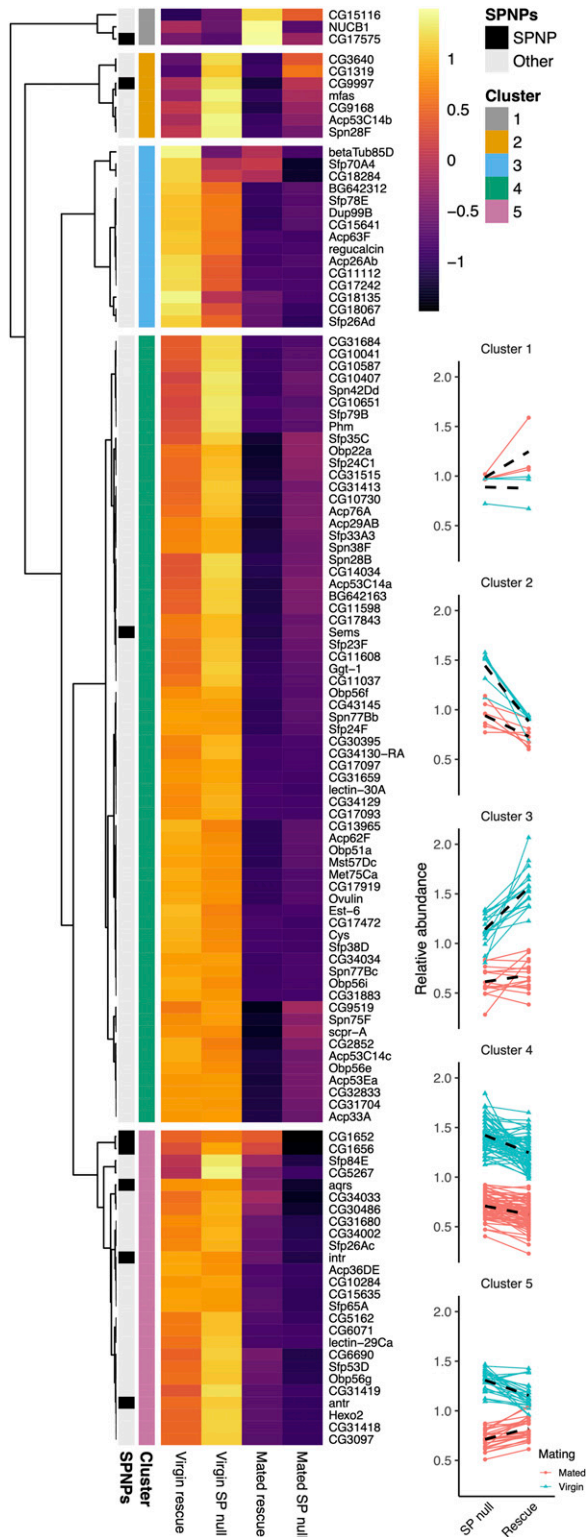 CG15116
NUCB1
CG17575
CG3640
CG1319
CG9997
mfas
CG9168
Acp53C14b
Spn28F
betaTub85D
Sfp70A4
CG18284
BG642312
Sfp78E
Dup99B
CG15641
Acp63F
regucalcin
Acp26Ab
CG11112
CG17242
CG18135
CG18067
Sfp26Ad
CG31684
CG10041
CG10587
CG10407
Spn42Dd
CG10651
Sfp79B
Phm
Sfp35C
Obp22a
Sfp24C1
CG31515
CG31413
CG10730
Acp76A
Acp29AB
Sfp33A3
Spn38F
Spn28B
CG14034
Acp53C14a
BG642163
CG11598
CG17843
Sems
Sfp23F
CG11608
Ggt-1
CG11037
Obp56f
CG43145
Spn77Bb
Sfp24F
CG30395
CG34130-RA
CG17097
CG31659
lectin-30A
CG34129
CG17093
CG13965
Acp62F
Obp51a
Mst57Dc
Met75Ca
CG17919
Ovulin
Est-6
CG17472
Cys
Sfp38D
CG34034
Spn77Bc
Obp56i
CG31883
CG9519
Spn75F
scpr-A
CG2852
Acp53C14c
Obp56e
Acp53Ea
CG32833
CG31704
Acp33A
CG1652
CG1656
Sfp84E
CG5267
aqrs
CG34033
CG30486
CG31680
CG34002
Sfp26Ac
intr
Acp36DE
CG10284
CG15635
Sfp65A
CG5162
CG6071
lectin-29Ca
CG6690
Sfp53D
Obp56g
CG31419
antr
Hexo2
CG31418
CG3097
SPNPs
Cluster
Virgin rescue
Virgin SP null
Mated rescue
Mated SP null
1
0.5
0
−0.5
−1
SPNPs
SPNP
Other
Cluster
1
2
3
4
5
Cluster 1
2.0
1.5
1.0
0.5
Cluster 2
2.0
1.5
1.0
0.5
Cluster 3
2.0
1.5
1.0
0.5
Relative abundance
Cluster 4
2.0
1.5
1.0
0.5
Cluster 5
2.0
1.5
1.0
0.5
SP null
Rescue
Mating
Mated
Virgin